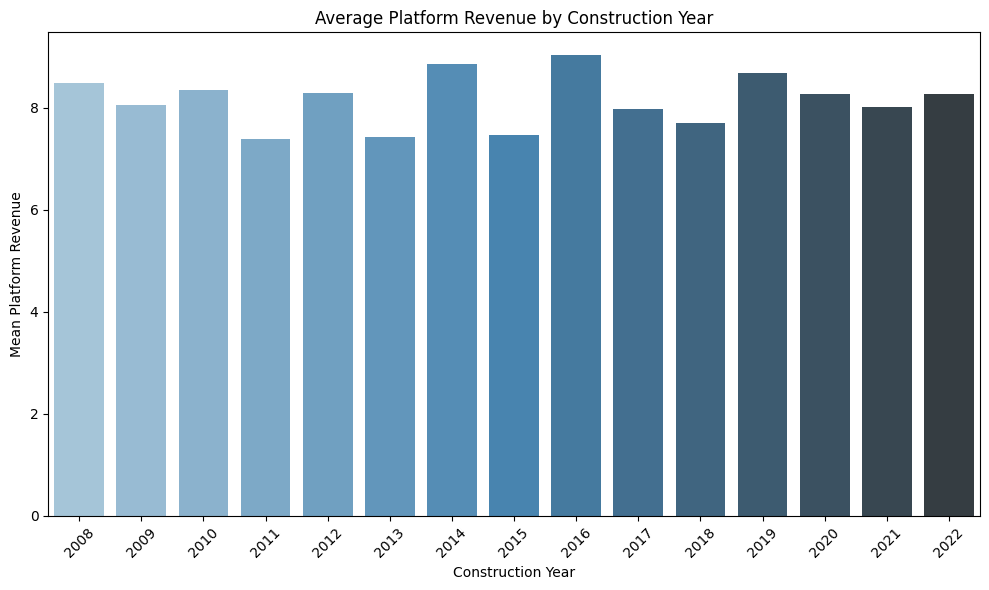 Average Platform Revenue by Construction Year
Mean Platform Revenue
8
6
4
2
0
2008 2009 2010 2011 2012 2013 2014 2015 2016 2017 2018 2019 2020 2021 2022
Construction Year